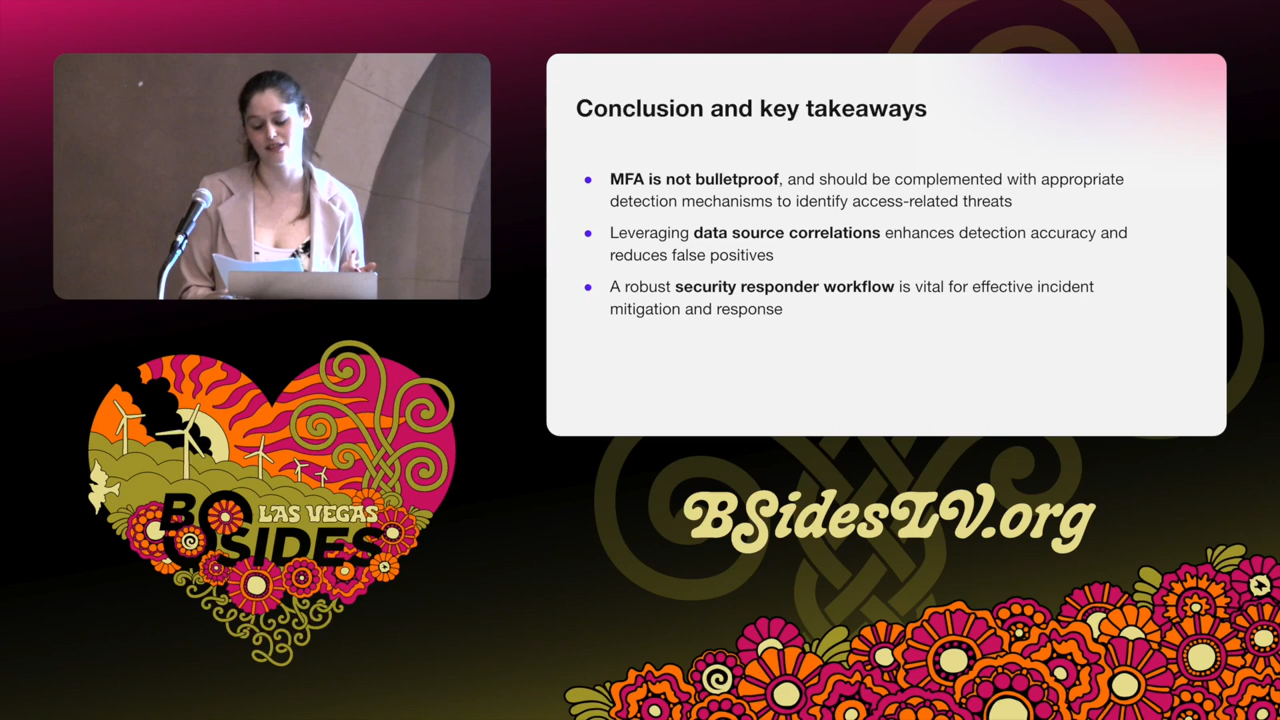 Conclusion and key takeaways
MFA is not bulletproof, and should be complemented with appropriate
detection mechanisms to identify access-related threats
Leveraging data source correlations enhances detection accuracy and
reduces false positives
A robust security responder workflow is vital for effective incident
mitigation and response
LAS VEGAS
BSIDES
BSidesLV.org